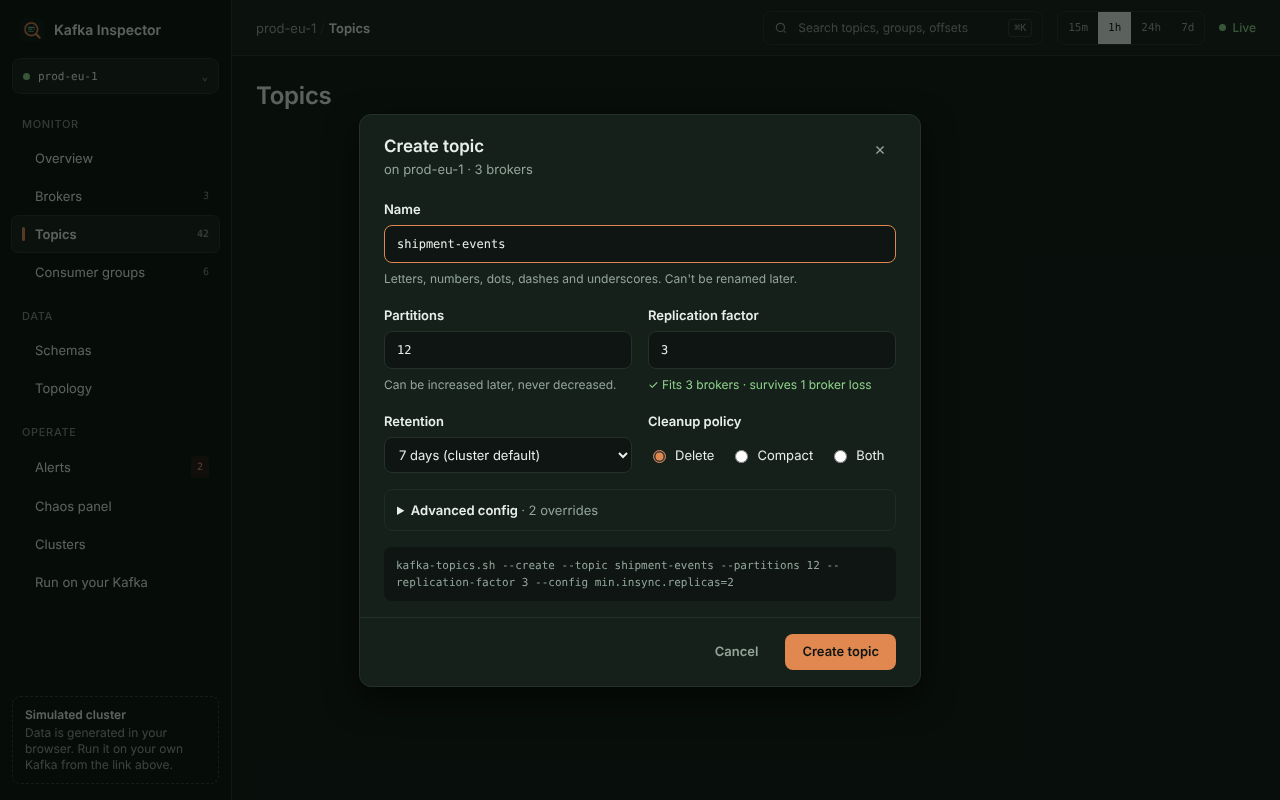 Kafka Inspector
prod-eu-1
MONITOR
Overview
Brokers 3
Topics 42
Consumer groups 6
DATA
Schemas
Topology
OPERATE
Alerts 2
Chaos panel
Clusters
Run on your Kafka
Simulated cluster
Data is generated in your
browser. Run it on your own
Kafka from the link above.
prod-eu-1 / Topics
Search topics, groups, offsets ⌘K
15m 1h 24h 7d
Live
Topics
Create topic
on prod-eu-1 · 3 brokers
Name
shipment-events
Letters, numbers, dots, dashes and underscores. Can't be renamed later.
Partitions
12
Can be increased later, never decreased.
Replication factor
3
✓ Fits 3 brokers · survives 1 broker loss
Retention
7 days (cluster default)
Cleanup policy
Delete Compact Both
Advanced config · 2 overrides
kafka-topics.sh --create --topic shipment-events --partitions 12 --
replication-factor 3 --config min.insync.replicas=2
Cancel
Create topic